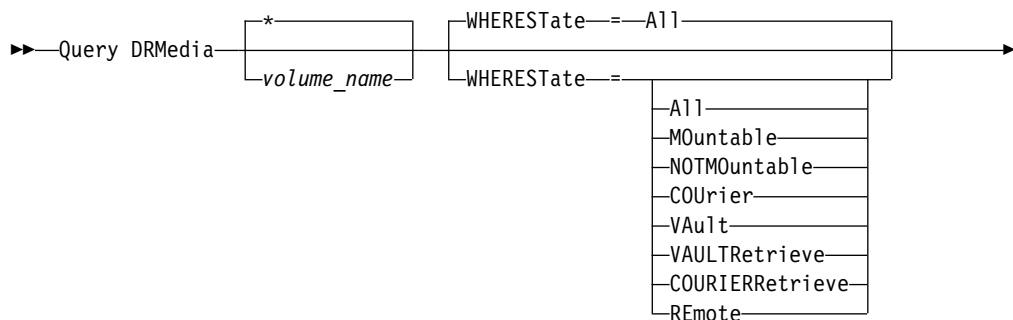 * WHERESTate = All
Query DRMedia
volume_name WHERESTate =
All
MOuntable
NOTMOuntable
COUrier
VAult
VAULTRetrieve
COURIERRetrieve
REmote